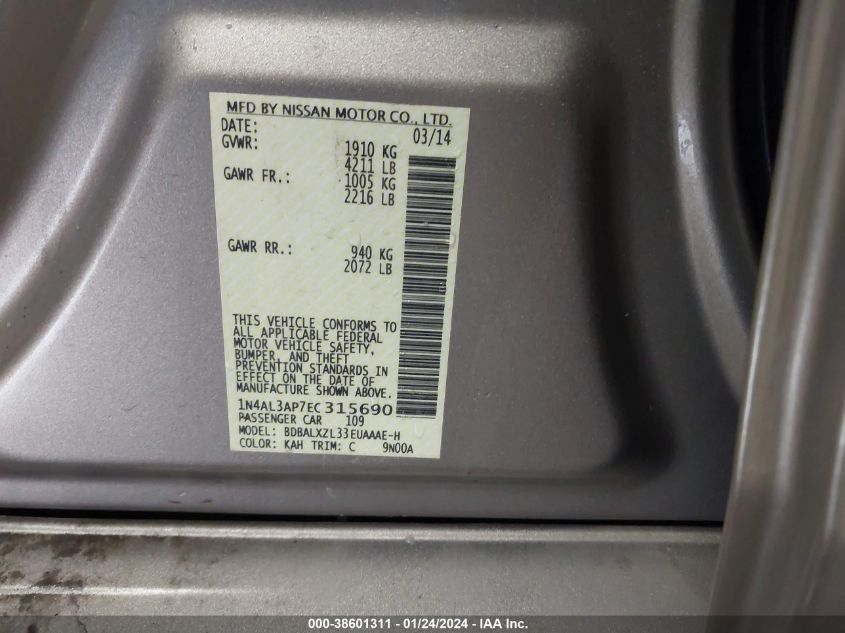 MFD BY NISSAN MOTOR CO., LTD.
DATE: 03/14
GVWR: 1910 KG
4211 LB
GAWR FR.: 1005 KG
2216 LB
GAWR RR.: 940 KG
2072 LB
THIS VEHICLE CONFORMS TO
ALL APPLICABLE FEDERAL
MOTOR VEHICLE SAFETY,
BUMPER, AND THEFT
PREVENTION STANDARDS IN
EFFECT ON THE DATE OF
MANUFACTURE SHOWN ABOVE.
1N4AL3AP7EC315690
PASSENGER CAR 109
MODEL: BDBALXZL33EUAAAE-H
COLOR: KAH TRIM: C 9N00A
000-38601311 - 01/24/2024 - IAA Inc.